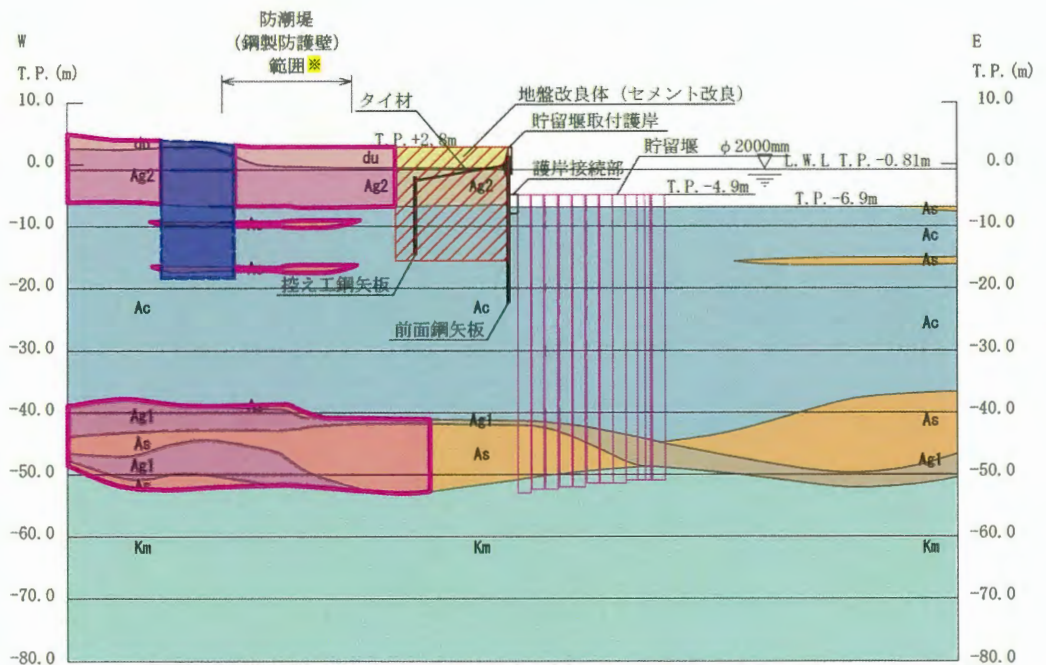 防潮堤
(鋼製防護壁)
範囲※
W
T.P.(m)
E
T.P.(m)
タイ材
地盤改良体（セメント改良）
貯留堰取付護岸
貯留堰
φ2000mm
護岸接続部
T.P.+2.8m
L.W.L T.P.-0.81m
T.P.-4.9m
T.P.-6.9m
控え工鋼矢板
前面鋼矢板
10.0
0.0
-10.0
-20.0
-30.0
-40.0
-50.0
-60.0
-70.0
-80.0
du
Ag2
Ag2
Ac
Ac
Ag1
As
Ag1
Ag1
As
Km
Km
As
Ac
As
Ac
As
Ag1
Km
10.0
0.0
-10.0
-20.0
-30.0
-40.0
-50.0
-60.0
-70.0
-80.0
Ag2